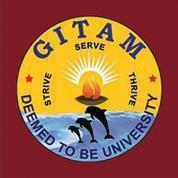 GITAM
STRIVE
SERVE
THRIVE
DEEMED TO BE UNIVERSITY